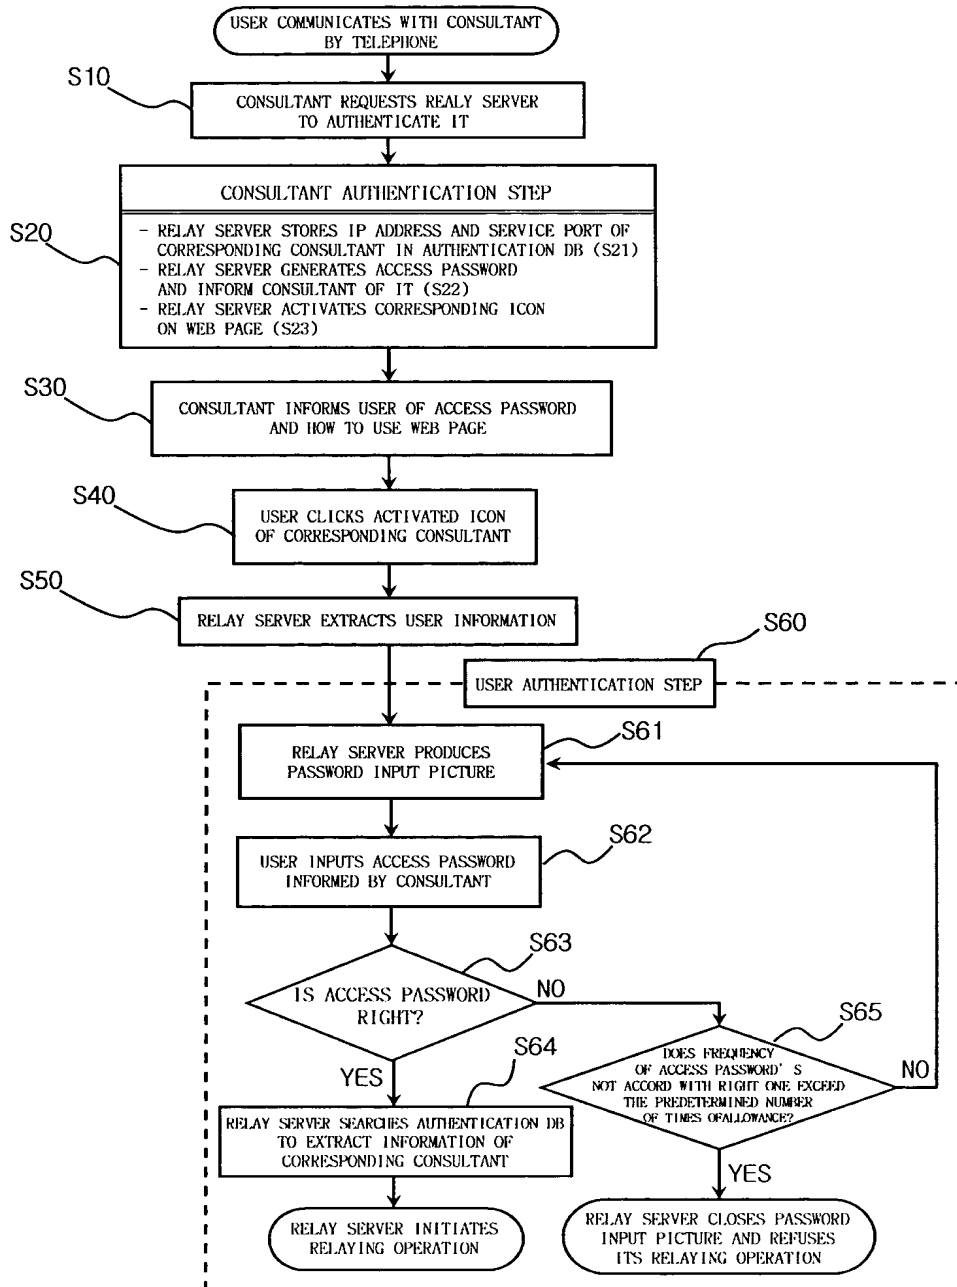 USER COMMUNICATES WITH CONSULTANT
BY TELEPHONE
S10
CONSULTANT REQUESTS REALY SERVER
TO AUTHENTICATE IT
CONSULTANT AUTHENTICATION STEP
S20
- RELAY SERVER STORES IP ADDRESS AND SERVICE PORT OF
CORRESPONDING CONSULTANT IN AUTHENTICATION DB (S21)
- RELAY SERVER GENERATES ACCESS PASSWORD
AND INFORM CONSULTANT OF IT (S22)
- RELAY SERVER ACTIVATES CORRESPONDING ICON
ON WEB PAGE (S23)
S30
CONSULTANT INFORMS USER OF ACCESS PASSWORD
AND HOW TO USE WEB PAGE
S40
USER CLICKS ACTIVATED ICON
OF CORRESPONDING CONSULTANT
S50
RELAY SERVER EXTRACTS USER INFORMATION
S60
USER AUTHENTICATION STEP
S61
RELAY SERVER PRODUCES
PASSWORD INPUT PICTURE
S62
USER INPUTS ACCESS PASSWORD
INFORMED BY CONSULTANT
S63
IS ACCESS PASSWORD
RIGHT?
NO
S65
DOES FREQUENCY
OF ACCESS PASSWORD'S
NOT ACCORD WITH RIGHT ONE EXCEED
THE PREDETERMINED NUMBER
OF TIMES OFALLOWANCE?
NO
YES
S64
RELAY SERVER SEARCHES AUTHENTICATION DB
TO EXTRACT INFORMATION OF
CORRESPONDING CONSULTANT
YES
RELAY SERVER INITIATES
RELAYING OPERATION
RELAY SERVER CLOSES PASSWORD
INPUT PICTURE AND REFUSES
ITS RELAYING OPERATION